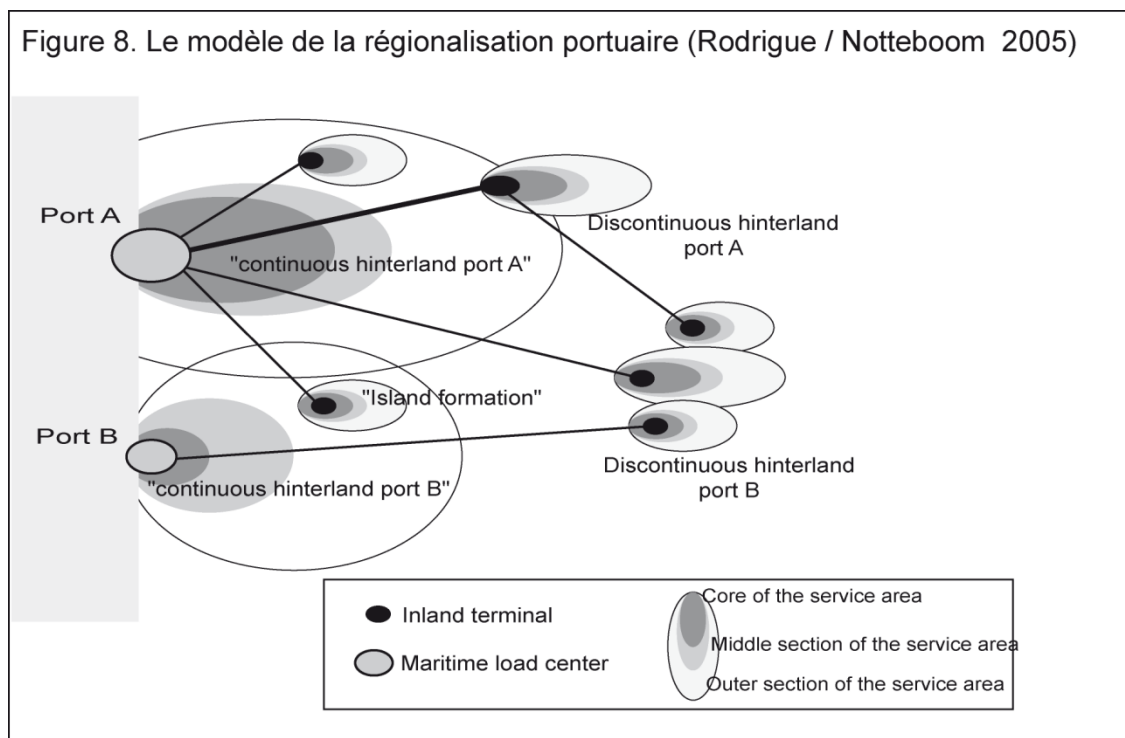 Figure 8. Le modèle de la régionalisation portuaire (Rodrigue / Notteboom 2005)
Port A
Discontinuous hinterland
port A
"continuous hinterland port A"
"Island formation"
Port B
Discontinuous hinterland
port B
"continuous hinterland port B"
Inland terminal
Maritime load center
Core of the service area
Middle section of the service area
Outer section of the service area